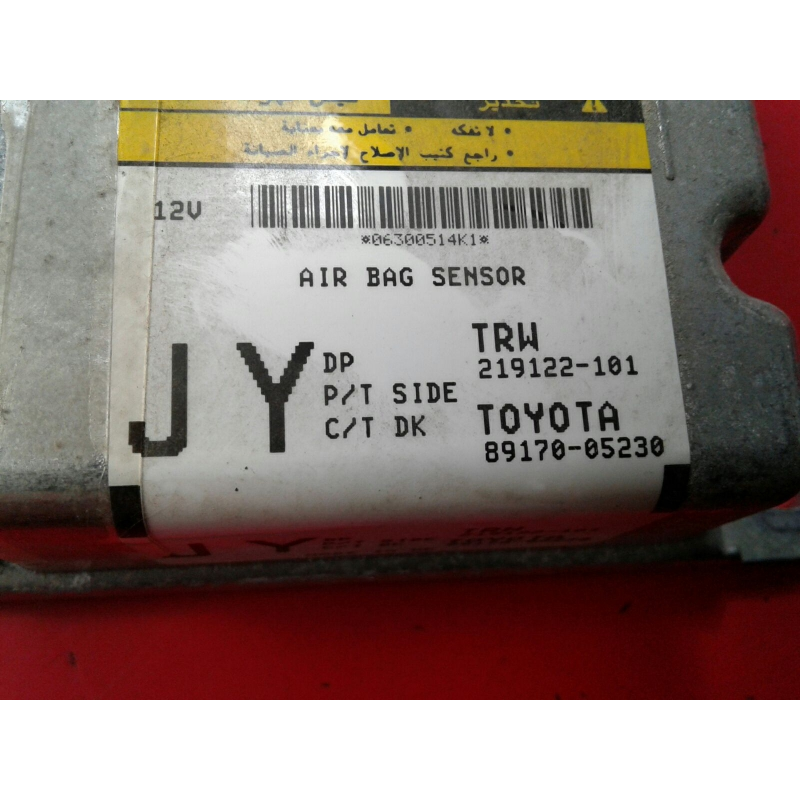 تحذير
• لا تفكه • تعامل معه بعناية
• راجع كتيب الإصلاح لإجراء الصيانة
12V
*06300514K1*
AIR BAG SENSOR
JY
DP
P/T SIDE
C/T DK
TRW
219122-101
TOYOTA
89170-05230